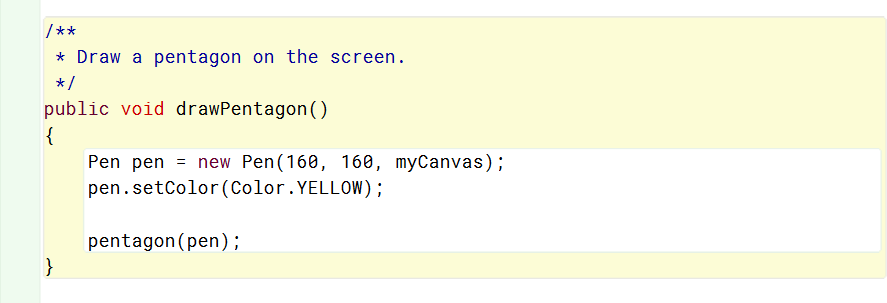 /**
 * Draw a pentagon on the screen.
 */
public void drawPentagon()
{
    Pen pen = new Pen(160, 160, myCanvas);
    pen.setColor(Color.YELLOW);

    pentagon(pen);
}